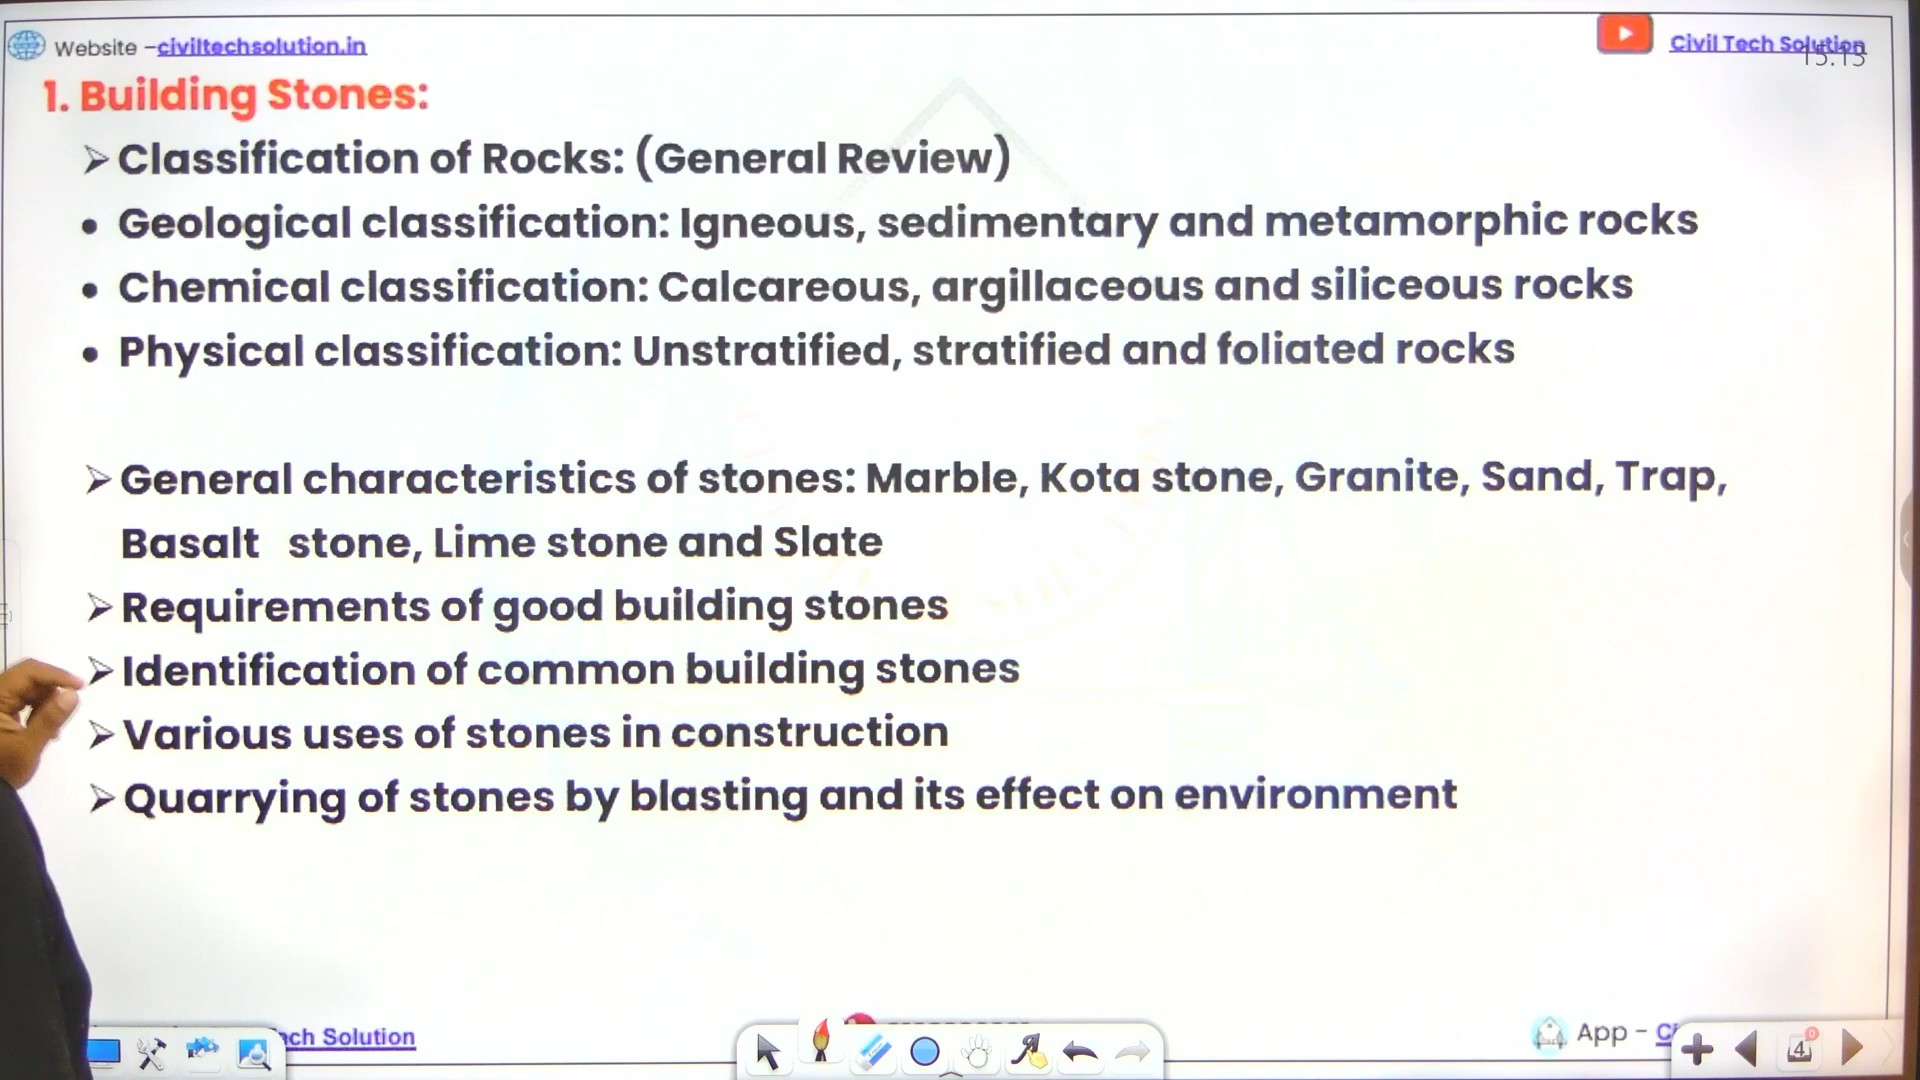 Website –civiltechsolution.in
Civil Tech Solution
15:13
1. Building Stones:
➢ Classification of Rocks: (General Review)
• Geological classification: Igneous, sedimentary and metamorphic rocks
• Chemical classification: Calcareous, argillaceous and siliceous rocks
• Physical classification: Unstratified, stratified and foliated rocks
➢ General characteristics of stones: Marble, Kota stone, Granite, Sand, Trap,
Basalt stone, Lime stone and Slate
➢ Requirements of good building stones
➢ Identification of common building stones
➢ Various uses of stones in construction
➢ Quarrying of stones by blasting and its effect on environment
ch Solution
App –
4
0